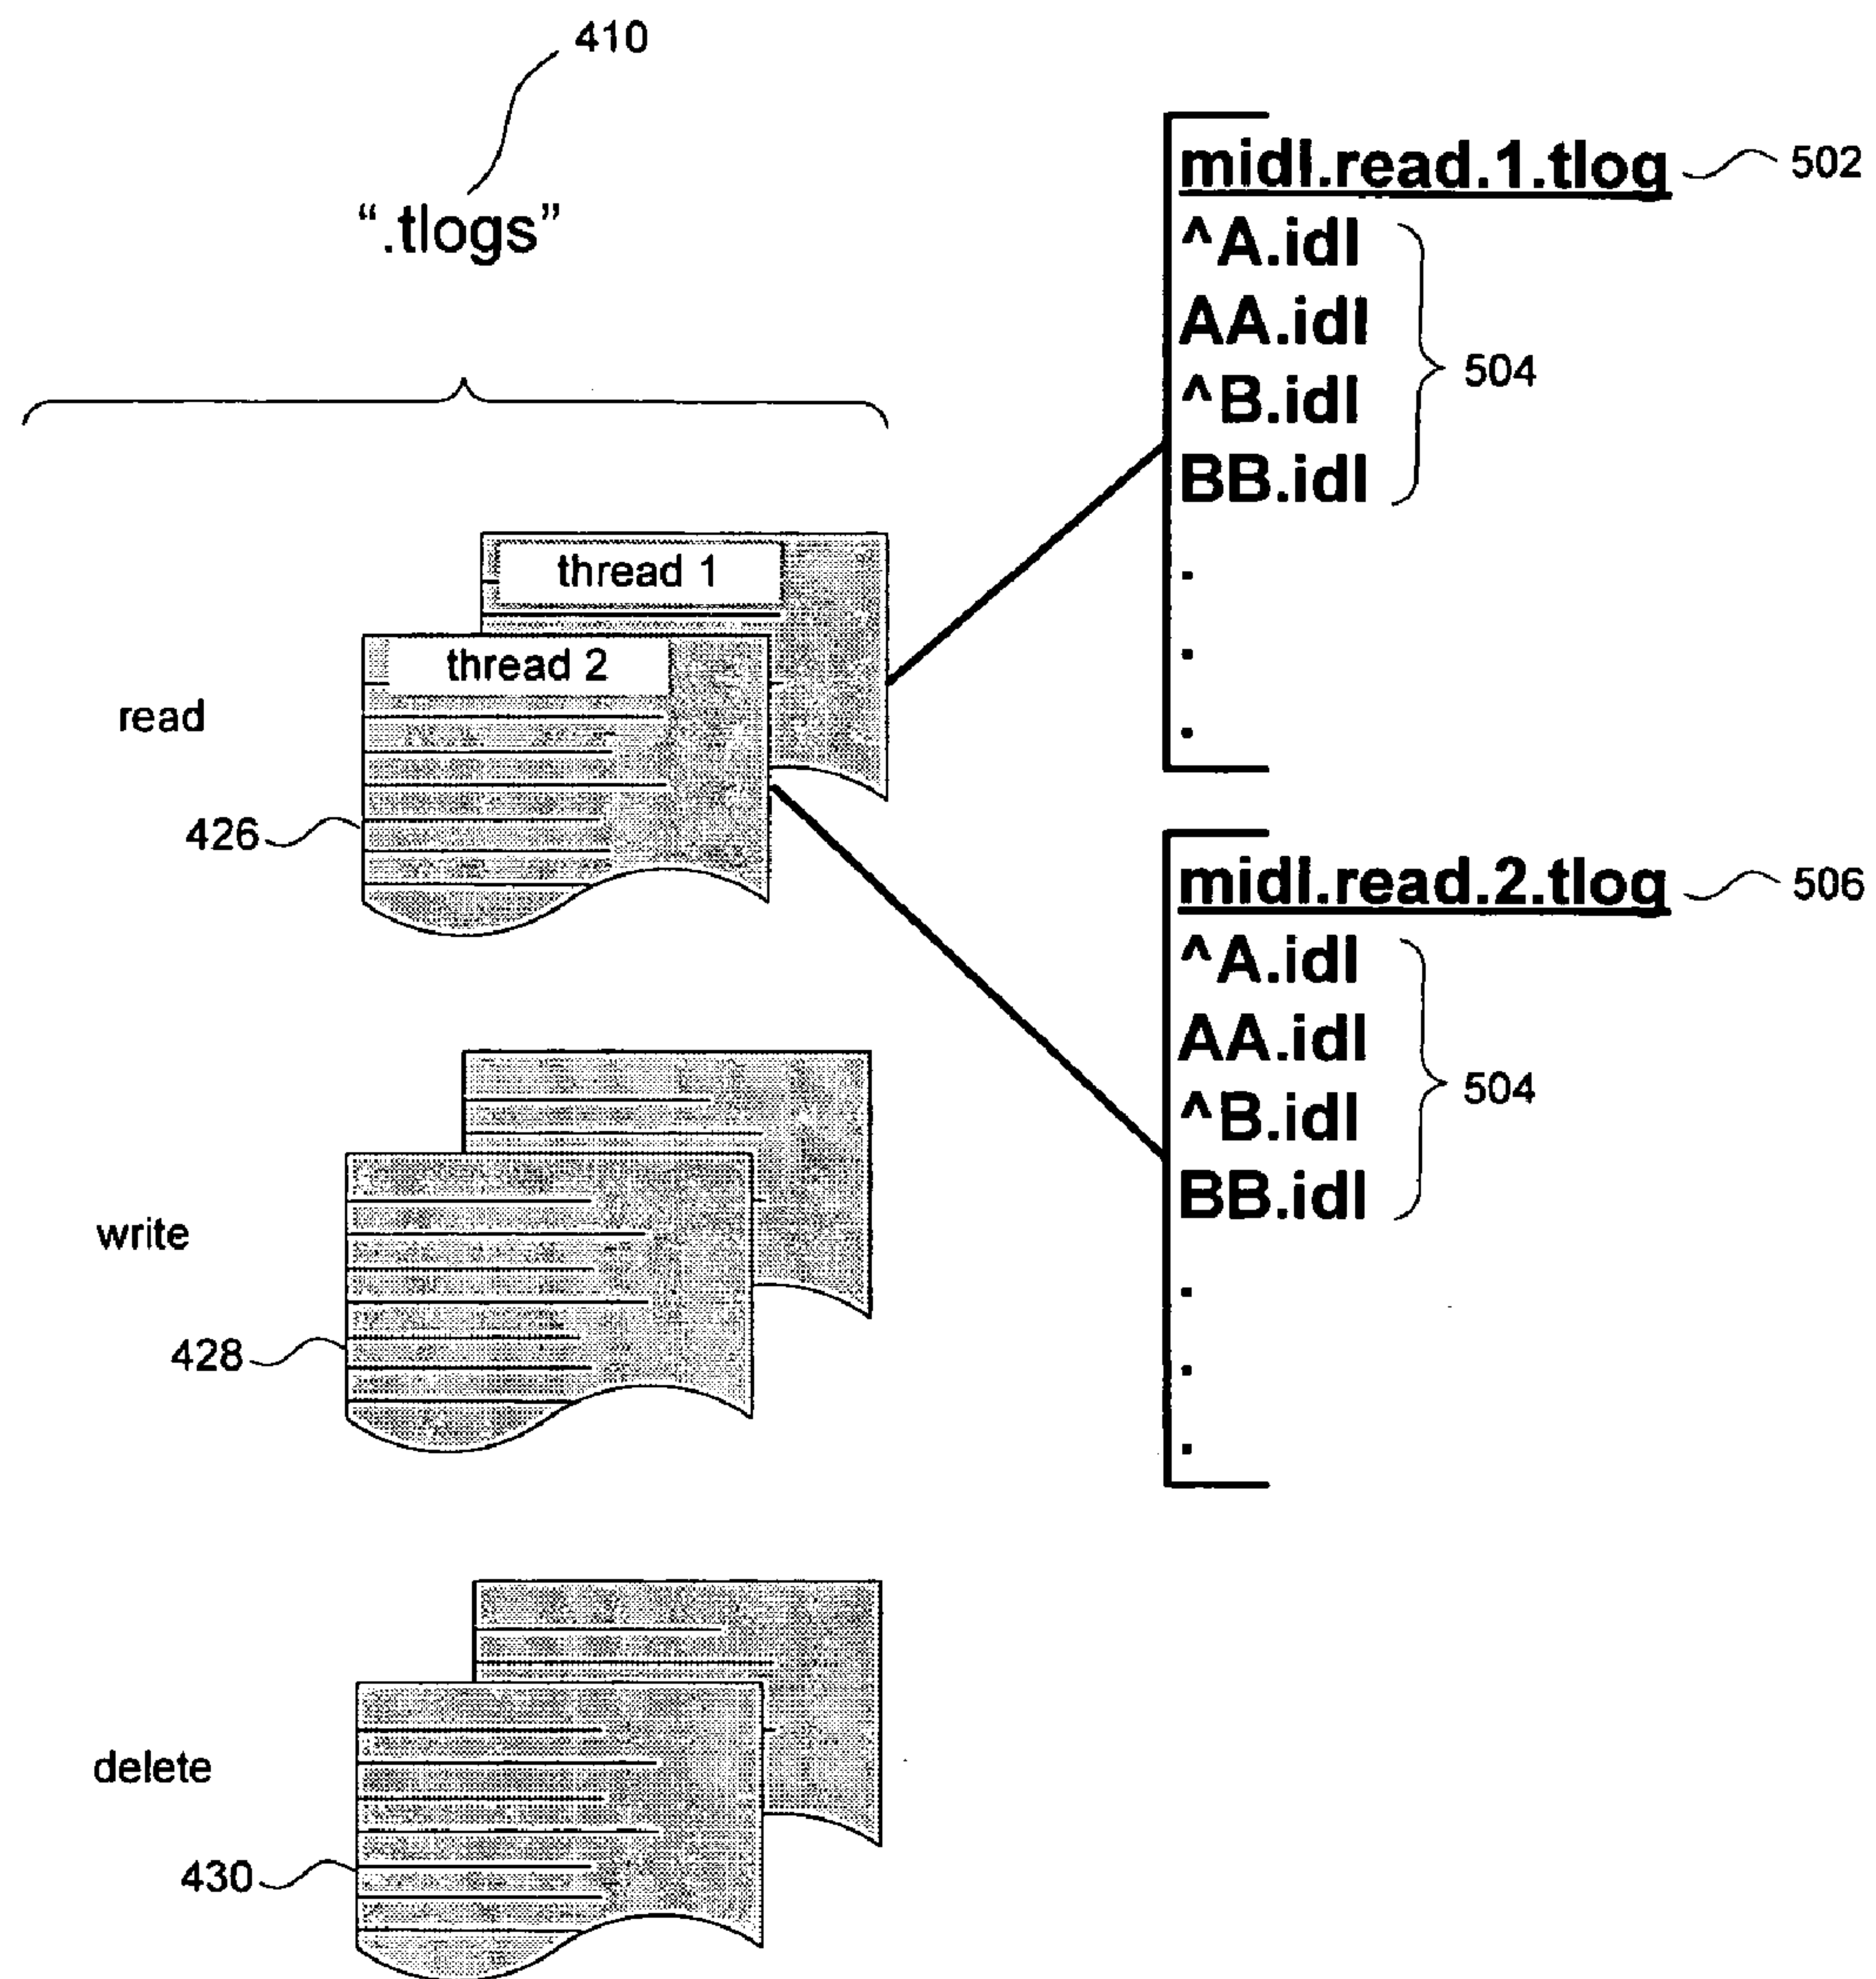 410
“.tlogs”
midl.read.1.tlog 502
^A.idl
AA.idl
504
^B.idl
BB.idl
.
.
.
thread 1
thread 2
read
426
midl.read.2.tlog 506
^A.idl
AA.idl
504
^B.idl
BB.idl
.
.
.
write
428
delete
430